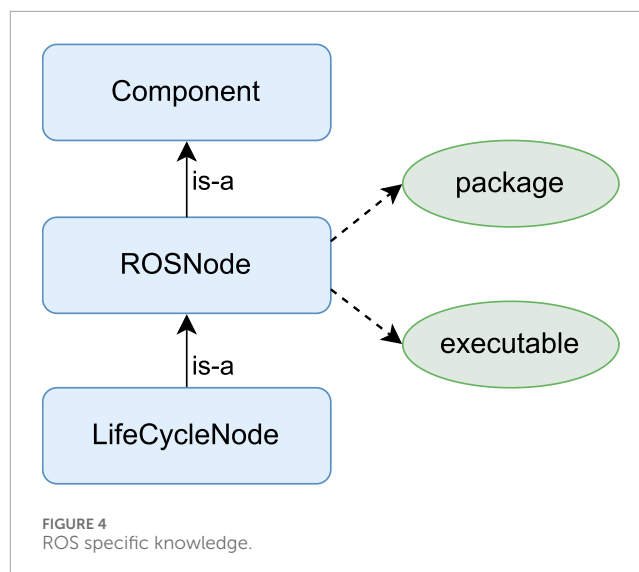 Component
is-a
package
ROSNode
executable
is-a
LifeCycleNode
FIGURE 4
ROS specific knowledge.